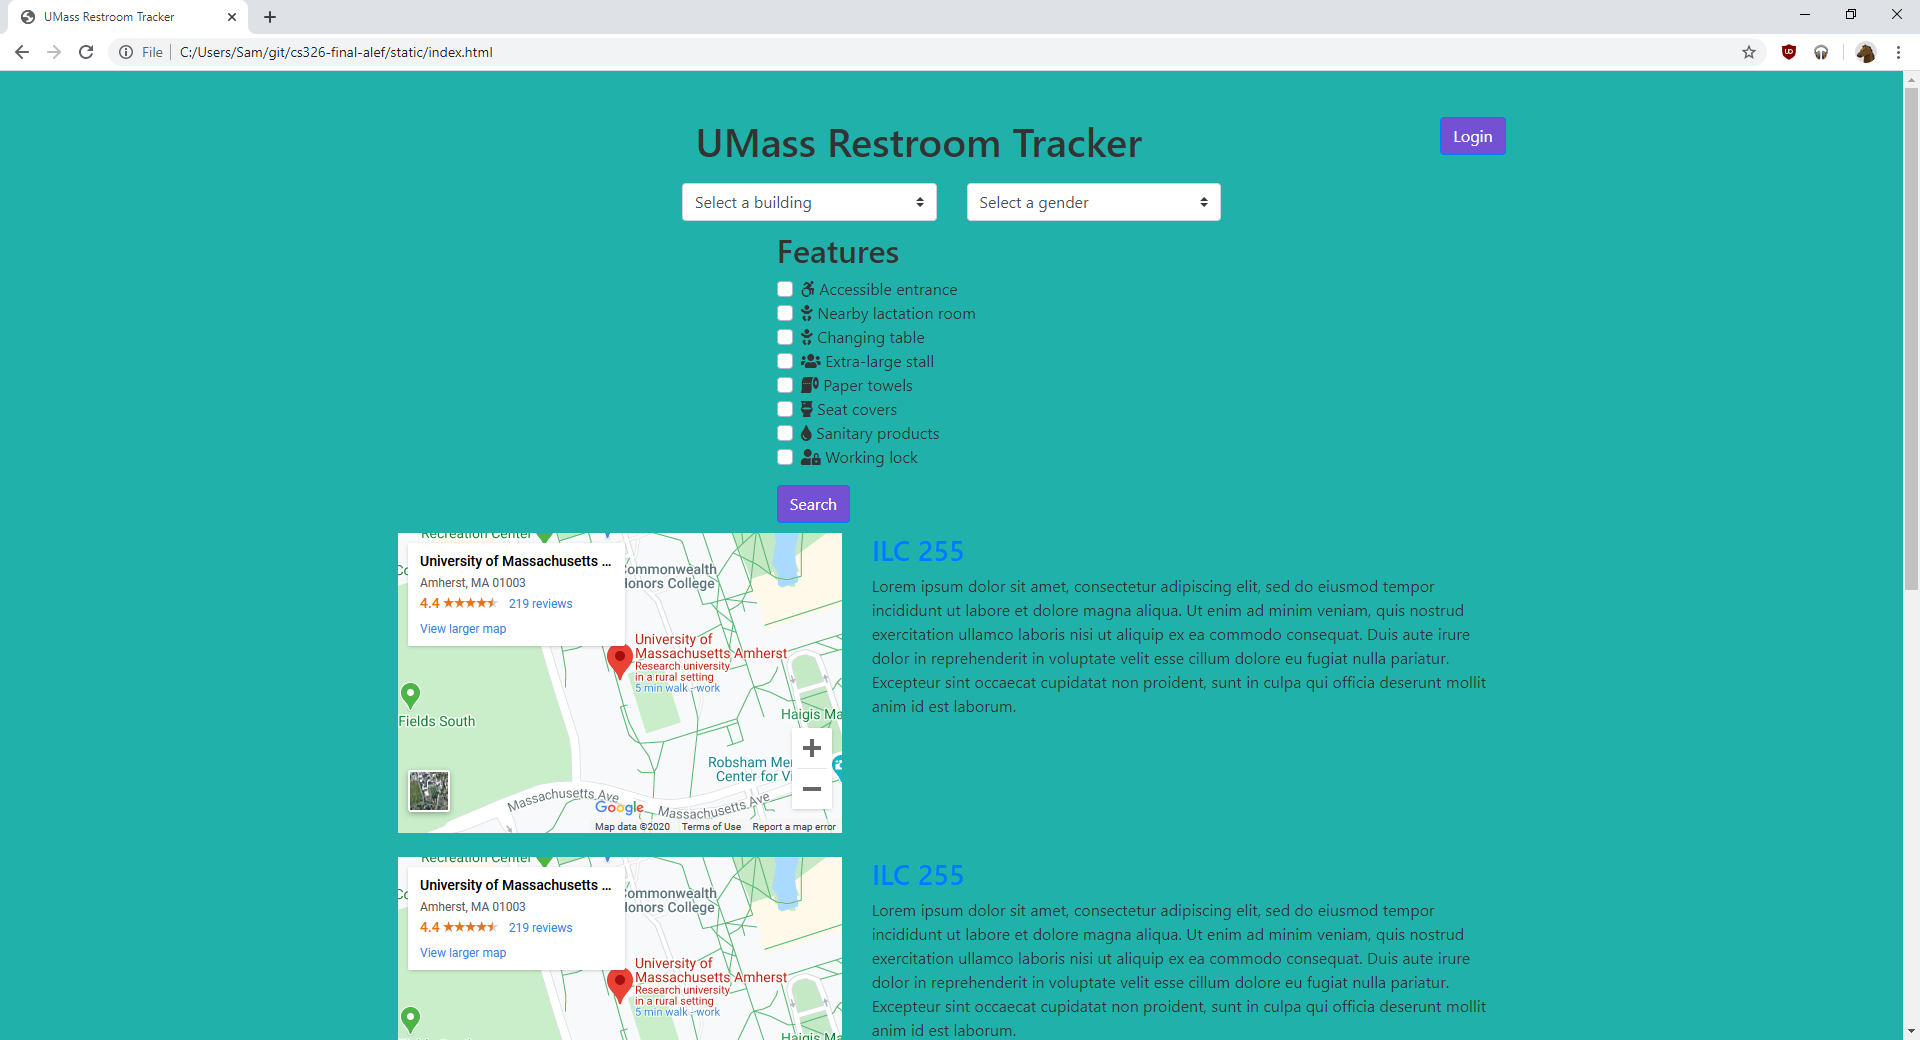 UMass Restroom Tracker
File
C:/Users/Sam/git/cs326-final-alef/static/index.html
UMass Restroom Tracker
Login
Select a building
Select a gender
Features
Accessible entrance
Nearby lactation room
Changing table
Extra-large stall
Paper towels
Seat covers
Sanitary products
Working lock
Search
University of Massachusetts ...
Amherst, MA 01003
4.4
219 reviews
View larger map
Recreation Center
Commonwealth
Honors College
University of
Massachusetts Amherst
Research university
in a rural setting
5 min walk - work
Fields South
Haigis Ma
Robsham Me
Center for Vi
Massachusetts Ave
Massachusetts Ave
Google
Map data ©2020
Terms of Use
Report a map error
ILC 255
Lorem ipsum dolor sit amet, consectetur adipiscing elit, sed do eiusmod tempor
incididunt ut labore et dolore magna aliqua. Ut enim ad minim veniam, quis nostrud
exercitation ullamco laboris nisi ut aliquip ex ea commodo consequat. Duis aute irure
dolor in reprehenderit in voluptate velit esse cillum dolore eu fugiat nulla pariatur.
Excepteur sint occaecat cupidatat non proident, sunt in culpa qui officia deserunt mollit
anim id est laborum.
University of Massachusetts ...
Amherst, MA 01003
4.4
219 reviews
View larger map
Recreation Center
Commonwealth
Honors College
University of
Massachusetts Amherst
Research university
in a rural setting
5 min walk - work
Haigis Ma
ILC 255
Lorem ipsum dolor sit amet, consectetur adipiscing elit, sed do eiusmod tempor
incididunt ut labore et dolore magna aliqua. Ut enim ad minim veniam, quis nostrud
exercitation ullamco laboris nisi ut aliquip ex ea commodo consequat. Duis aute irure
dolor in reprehenderit in voluptate velit esse cillum dolore eu fugiat nulla pariatur.
Excepteur sint occaecat cupidatat non proident, sunt in culpa qui officia deserunt mollit
anim id est laborum.